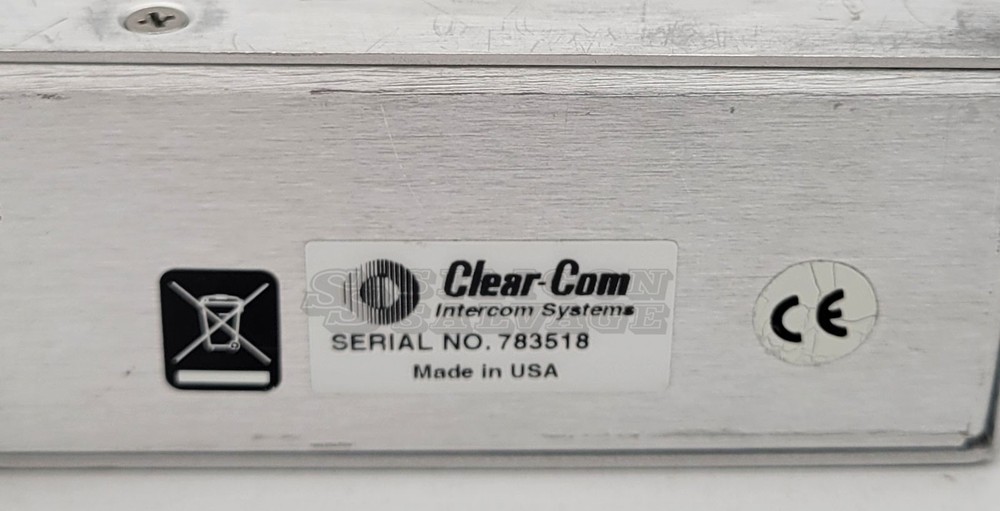 Clear-Com
Intercom Systems
SERIAL NO. 783518
Made in USA
CE